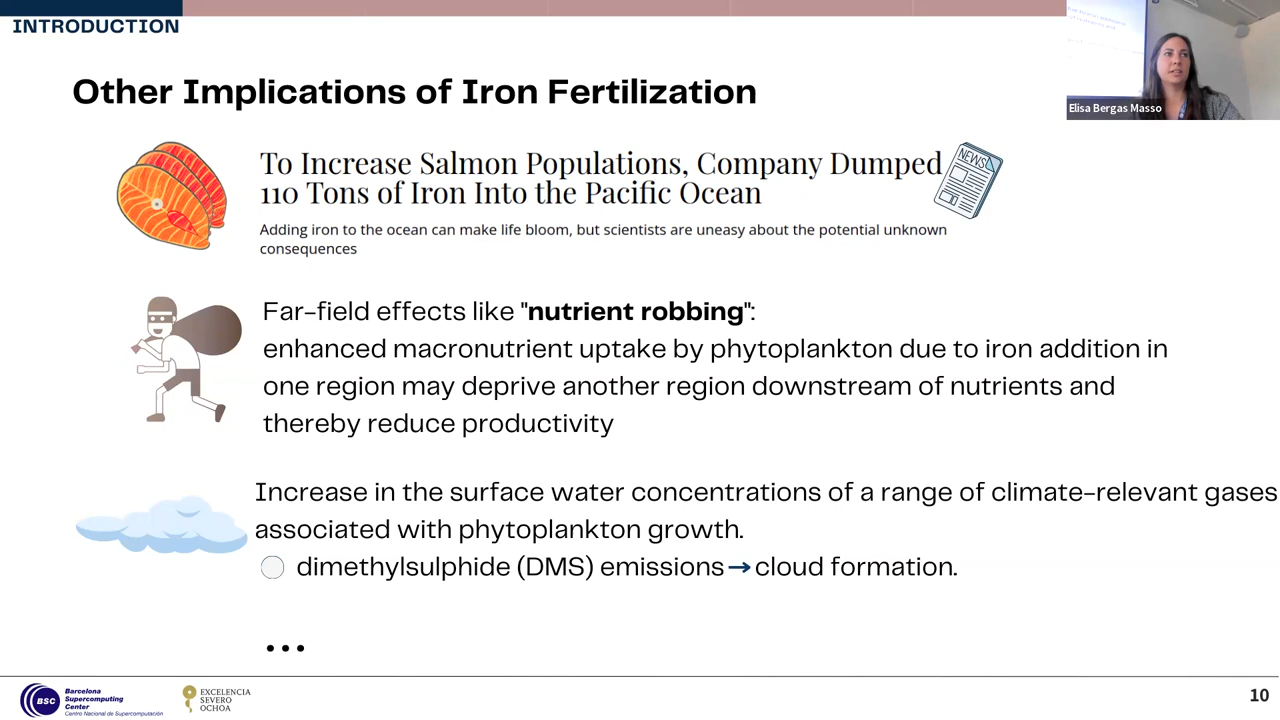 INTRODUCTION
Other Implications of Iron Fertilization
Elisa Bergas Masso
To Increase Salmon Populations, Company Dumped
110 Tons of Iron Into the Pacific Ocean
NEWS
Adding iron to the ocean can make life bloom, but scientists are uneasy about the potential unknown
consequences
Far-field effects like "nutrient robbing":
enhanced macronutrient uptake by phytoplankton due to iron addition in
one region may deprive another region downstream of nutrients and
thereby reduce productivity
Increase in the surface water concentrations of a range of climate-relevant gases
associated with phytoplankton growth.
dimethylsulphide (DMS) emissions→cloud formation.
...
BSC
Barcelona
Supercomputing
Center
Centro Nacional de Supercomputación
EXCELENCIA
SEVERO
OCHOA
10